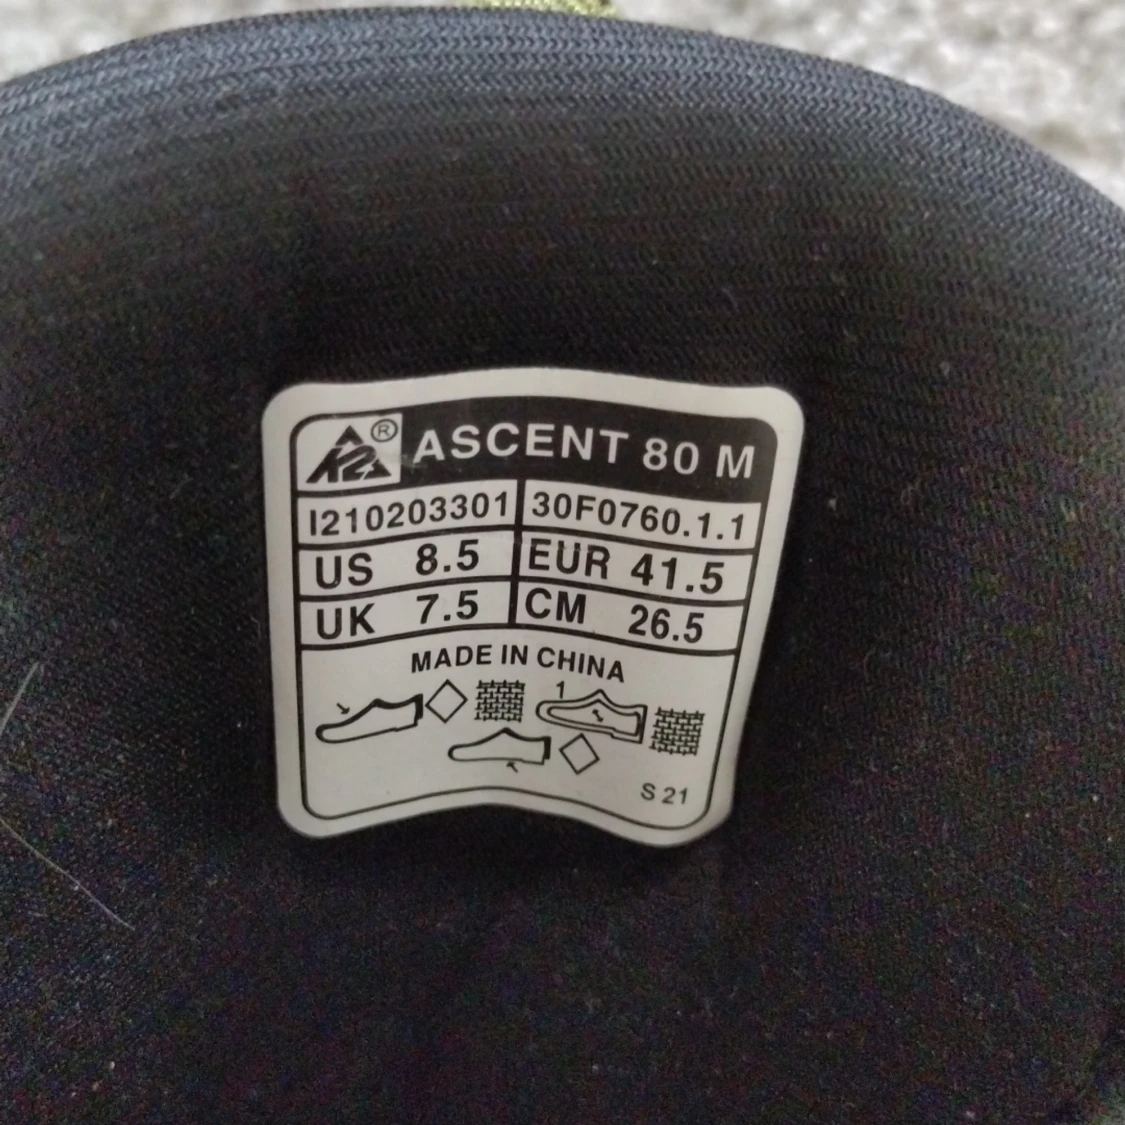 K2® ASCENT 80 M
I210203301 30F0760.1.1
US 8.5 EUR 41.5
UK 7.5 CM 26.5
MADE IN CHINA
1
S 21